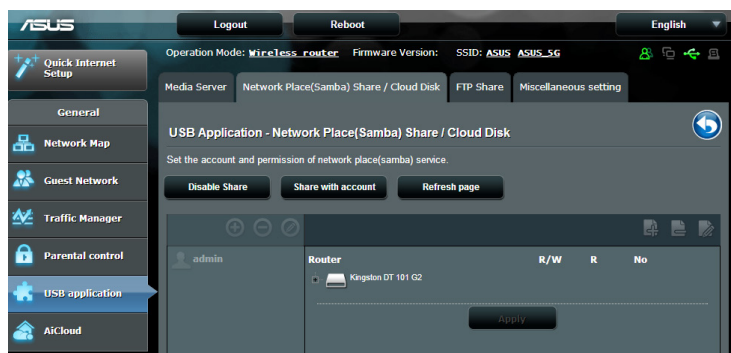 ASUS
Logout Reboot English
Quick Internet
Setup
Operation Mode: Wireless router Firmware Version: SSID: ASUS ASUS_5G
Media Server Network Place(Samba) Share / Cloud Disk FTP Share Miscellaneous setting
General
Network Map
Guest Network
Traffic Manager
Parental control
USB application
AiCloud
USB Application - Network Place(Samba) Share / Cloud Disk
Set the account and permission of network place(samba) service.
Disable Share Share with account Refresh page
admin
Router R/W R No
Kingston DT 101 G2
Apply